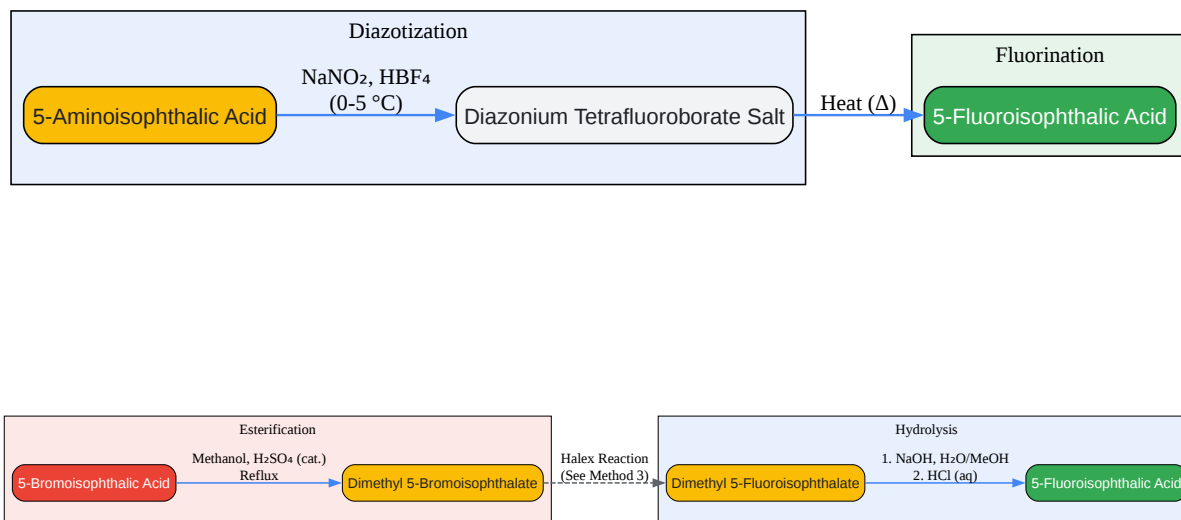 Diazotization
Fluorination
NaNO₂, HBF₄
(0-5 °C)
5-Aminoisophthalic Acid
Diazonium Tetrafluoroborate Salt
Heat (Δ)
5-Fluoroisophthalic Acid
Esterification
Hydrolysis
Methanol, H₂SO₄ (cat.)
Reflux
Halex Reaction
(See Method 3)
1. NaOH, H₂O/MeOH
2. HCl (aq)
5-Bromoisophthalic Acid
Dimethyl 5-Bromoisophthalate
Dimethyl 5-Fluoroisophthalate
5-Fluoroisophthalic Acid